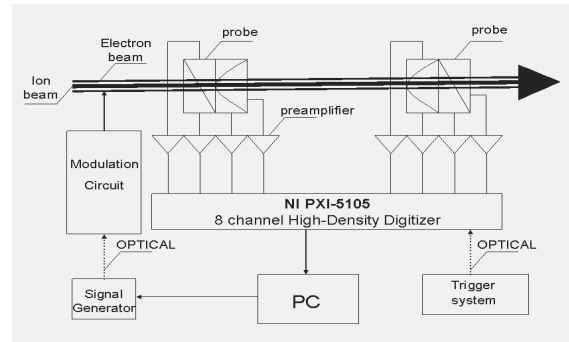 probe
probe
Electron
beam
Ion
beam
preamplifier
Modulation
Circuit
NI PXI-5105
8 channel High-Density Digitizer
OPTICAL
OPTICAL
Signal
Generator
PC
Trigger
system